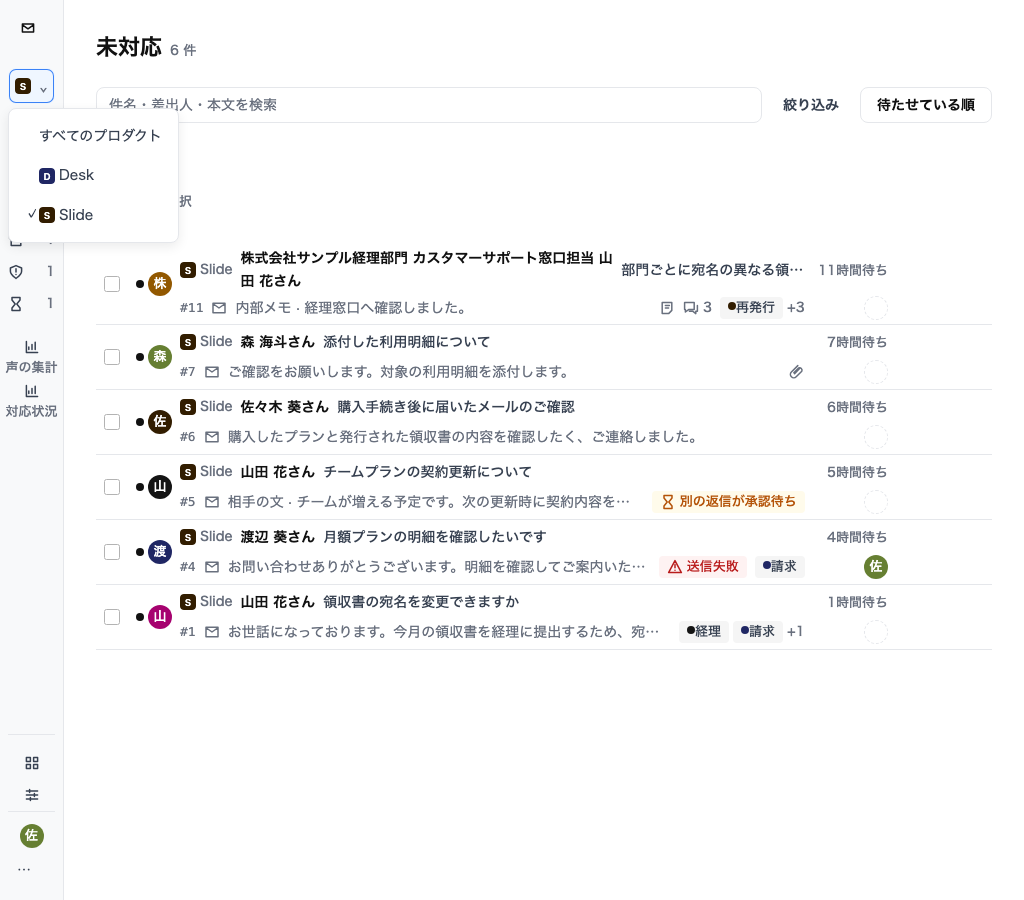 未対応 6 件
S
件名・差出人・本文を検索
絞り込み
待たせている順
すべてのプロダクト
D Desk
✓ S Slide
択
1
1
声の集計
対応状況
株
S Slide 株式会社サンプル経理部門 カスタマーサポート窓口担当 山田 花さん 部門ごとに宛名の異なる領… 11時間待ち
#11 内部メモ · 経理窓口へ確認しました。 3 再発行 +3
森
S Slide 森 海斗さん 添付した利用明細について 7時間待ち
#7 ご確認をお願いします。対象の利用明細を添付します。
佐
S Slide 佐々木 葵さん 購入手続き後に届いたメールのご確認 6時間待ち
#6 購入したプランと発行された領収書の内容を確認したく、ご連絡しました。
山
S Slide 山田 花さん チームプランの契約更新について 5時間待ち
#5 相手の文 · チームが増える予定です。次の更新時に契約内容を… 別の返信が承認待ち
渡
S Slide 渡辺 葵さん 月額プランの明細を確認したいです 4時間待ち
#4 お問い合わせありがとうございます。明細を確認してご案内いた… 送信失敗 請求 佐
山
S Slide 山田 花さん 領収書の宛名を変更できますか 1時間待ち
#1 お世話になっております。今月の領収書を経理に提出するため、宛… 経理 請求 +1
佐
…